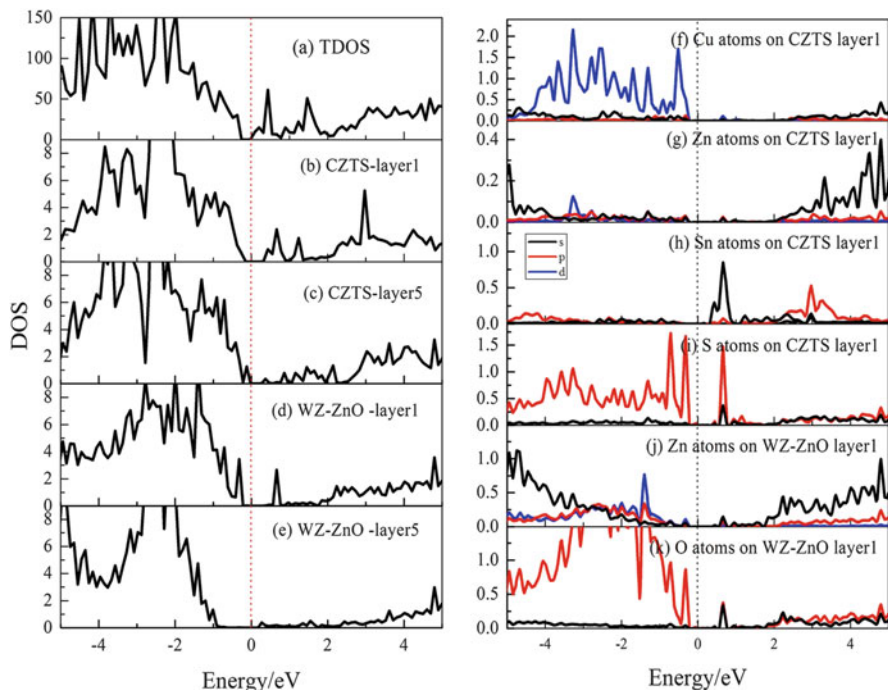 150
100
50
0
(a) TDOS
8
6
4
2
0
(b) CZTS-layer1
8
6
4
2
0
(c) CZTS-layer5
8
6
4
2
0
(d) WZ-ZnO -layer1
8
6
4
2
0
(e) WZ-ZnO -layer5
-4 -2 0 2 4
Energy/eV
DOS
2.0
1.5
1.0
0.5
0.0
(f) Cu atoms on CZTS layer1
0.4
0.2
0.0
(g) Zn atoms on CZTS layer1
1.0
0.5
0.0
(h) Sn atoms on CZTS layer1
s
p
d
1.5
1.0
0.5
0.0
(i) S atoms on CZTS layer1
1.0
0.5
0.0
(j) Zn atoms on WZ-ZnO layer1
1.0
0.5
0.0
(k) O atoms on WZ-ZnO layer1
-4 -2 0 2 4
Energy/eV